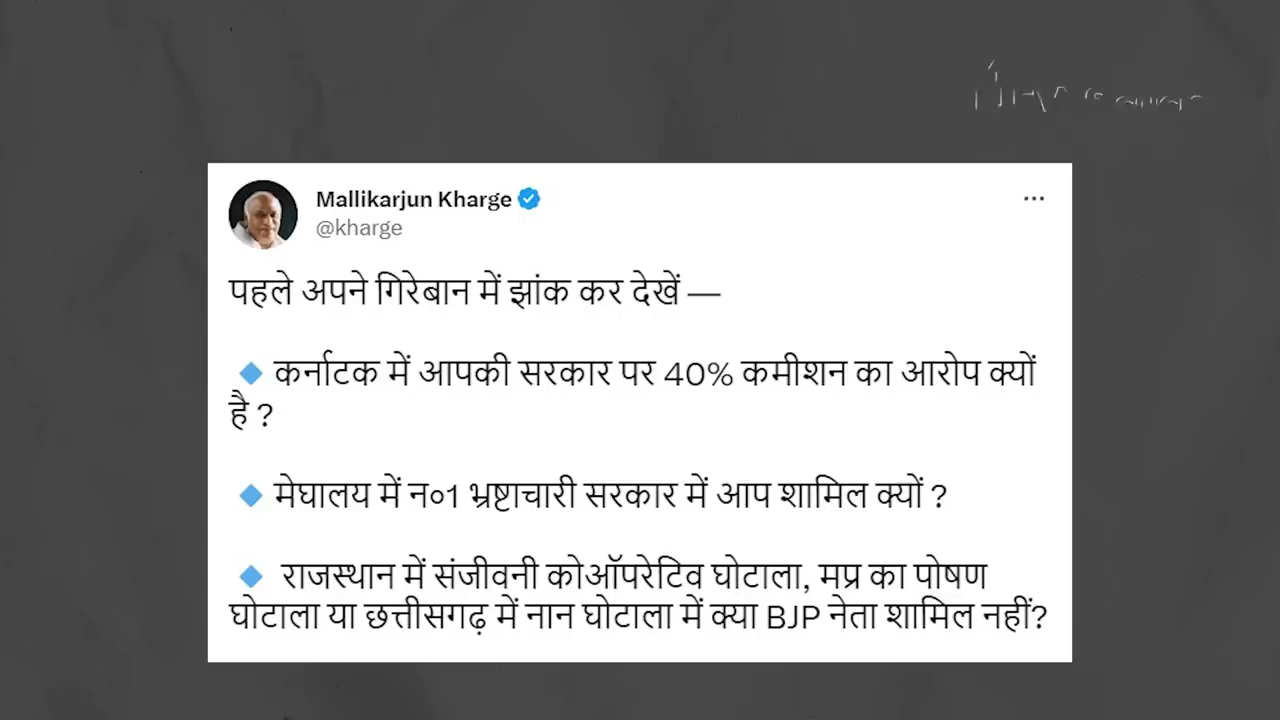 Mallikarjun Kharge
@kharge
पहले अपने गिरेबान में झांक कर देखें —
🔹 कर्नाटक में आपकी सरकार पर 40% कमीशन का आरोप क्यों
है ?
🔹 मेघालय में न०1 भ्रष्टाचारी सरकार में आप शामिल क्यों ?
🔹 राजस्थान में संजीवनी कोऑपरेटिव घोटाला, मप्र का पोषण
घोटाला या छत्तीसगढ़ में नान घोटाला में क्या BJP नेता शामिल नहीं?